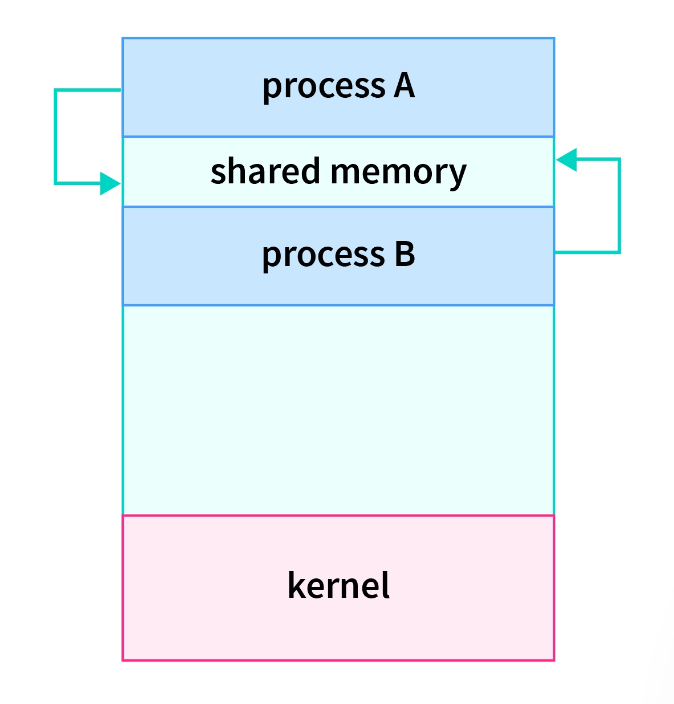 process A
shared memory
process B
kernel